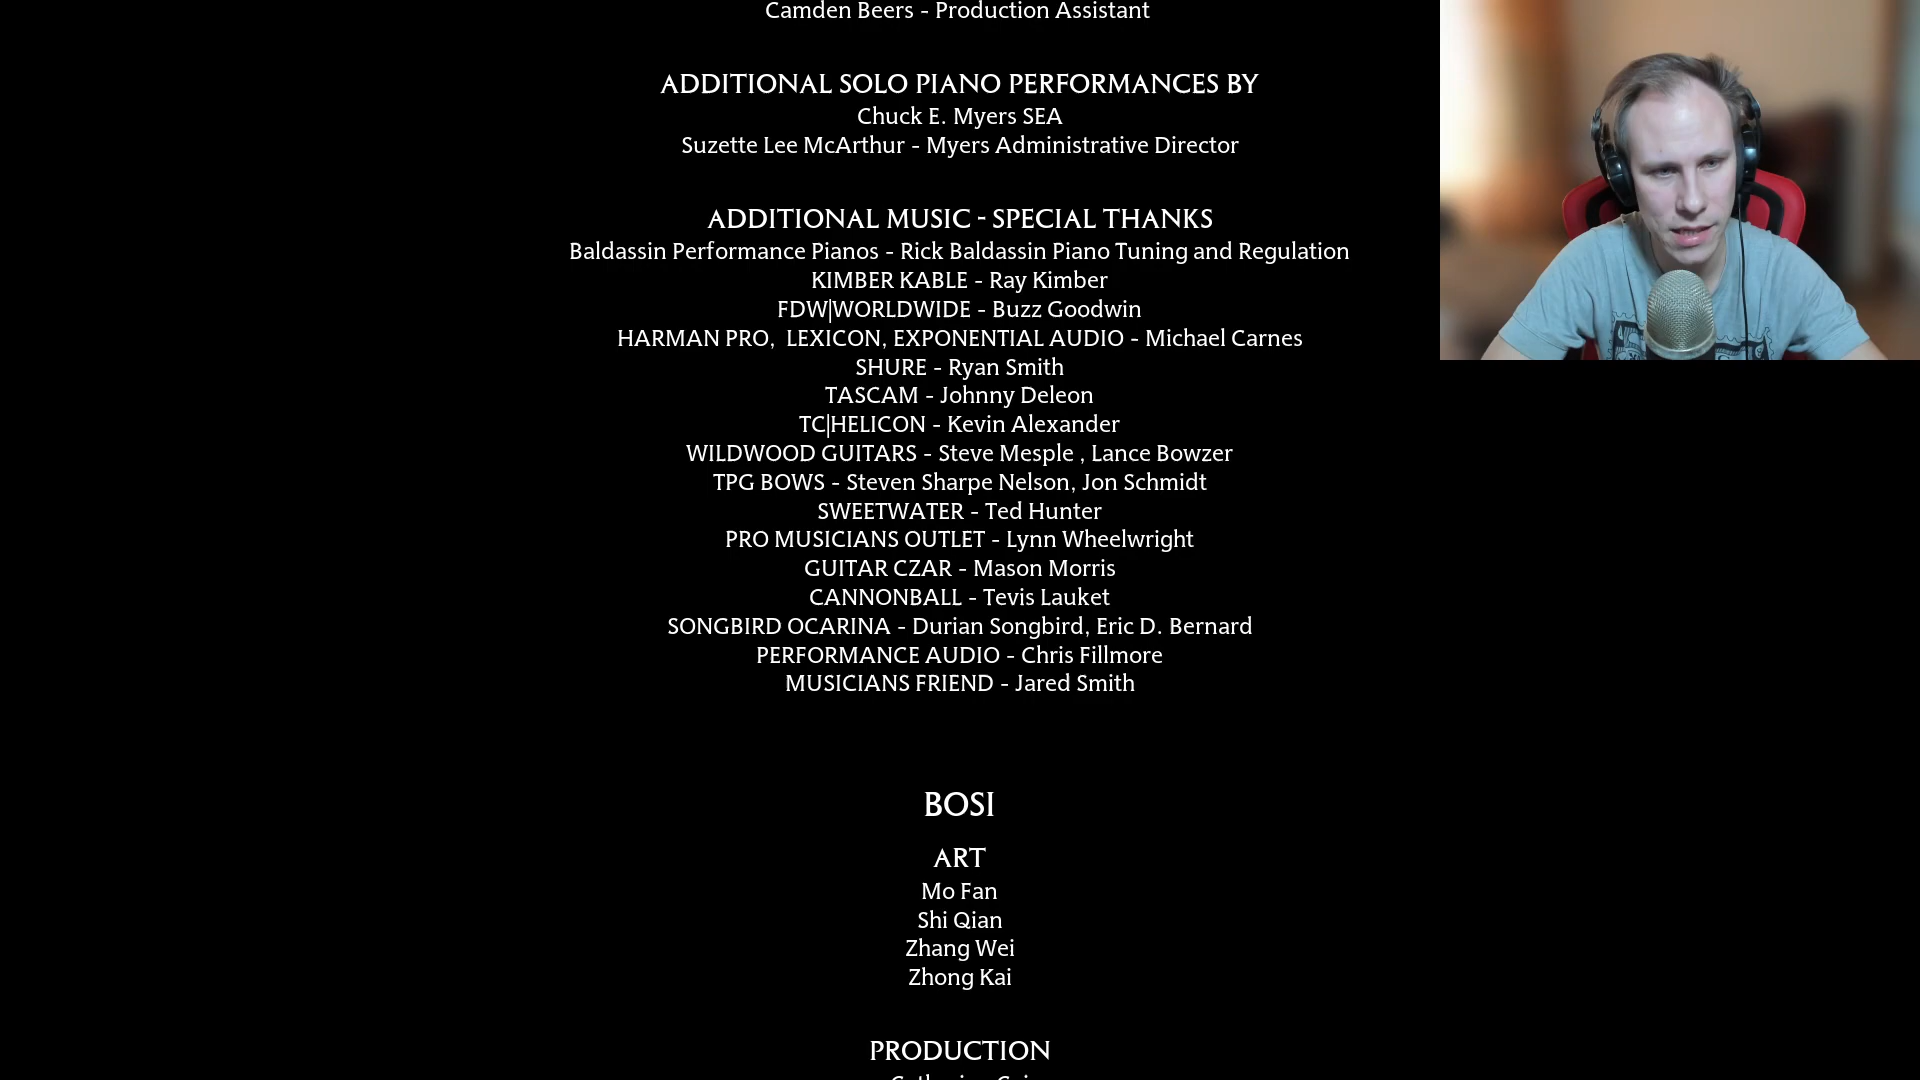 Camden Beers - Production Assistant
ADDITIONAL SOLO PIANO PERFORMANCES BY
Chuck E. Myers SEA
Suzette Lee McArthur - Myers Administrative Director
ADDITIONAL MUSIC - SPECIAL THANKS
Baldassin Performance Pianos - Rick Baldassin Piano Tuning and Regulation
KIMBER KABLE - Ray Kimber
FDW|WORLDWIDE - Buzz Goodwin
HARMAN PRO,  LEXICON, EXPONENTIAL AUDIO - Michael Carnes
SHURE - Ryan Smith
TASCAM - Johnny Deleon
TC|HELICON - Kevin Alexander
WILDWOOD GUITARS - Steve Mesple , Lance Bowzer
TPG BOWS - Steven Sharpe Nelson, Jon Schmidt
SWEETWATER - Ted Hunter
PRO MUSICIANS OUTLET - Lynn Wheelwright
GUITAR CZAR - Mason Morris
CANNONBALL - Tevis Lauket
SONGBIRD OCARINA - Durian Songbird, Eric D. Bernard
PERFORMANCE AUDIO - Chris Fillmore
MUSICIANS FRIEND - Jared Smith
BOSI
ART
Mo Fan
Shi Qian
Zhang Wei
Zhong Kai
PRODUCTION